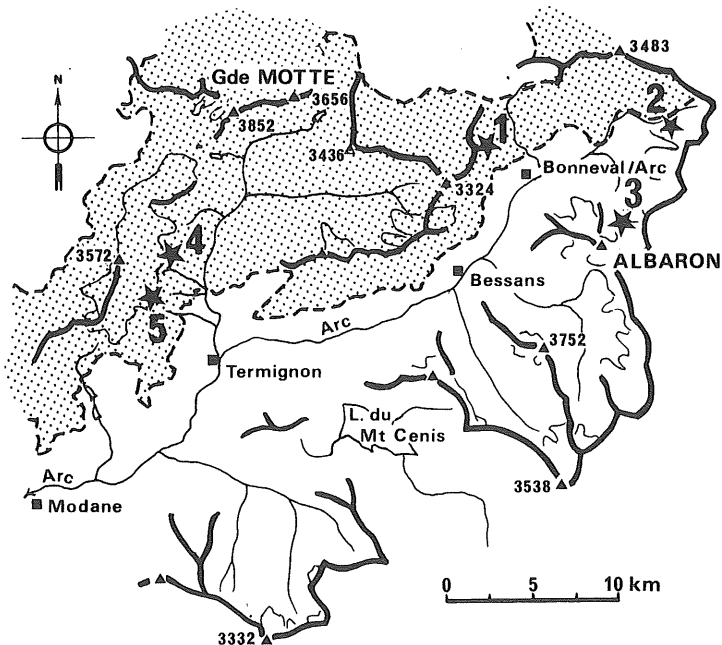 3483
Gde MOTTE
N
3656
2
3852
1
3436
Bonneval/Arc
3324
3
4
3572
ALBARON
Bessans
5
Arc
3752
Termignon
L. du
Mt Cenis
Arc
3538
Modane
0 5 10 km
3332